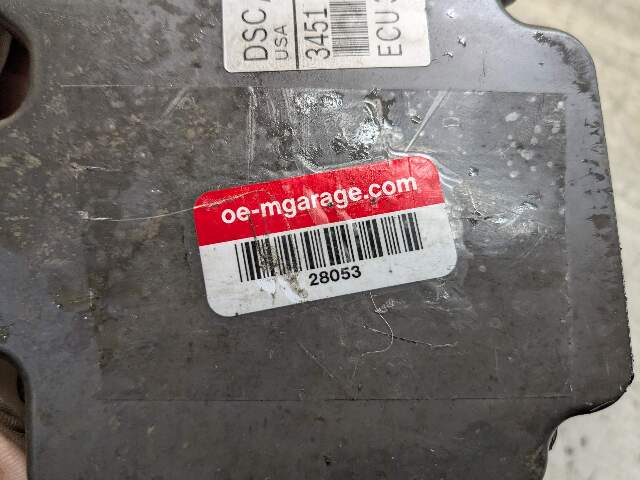 DSC
USA
3451
ECU
oe-mgarage.com
28053